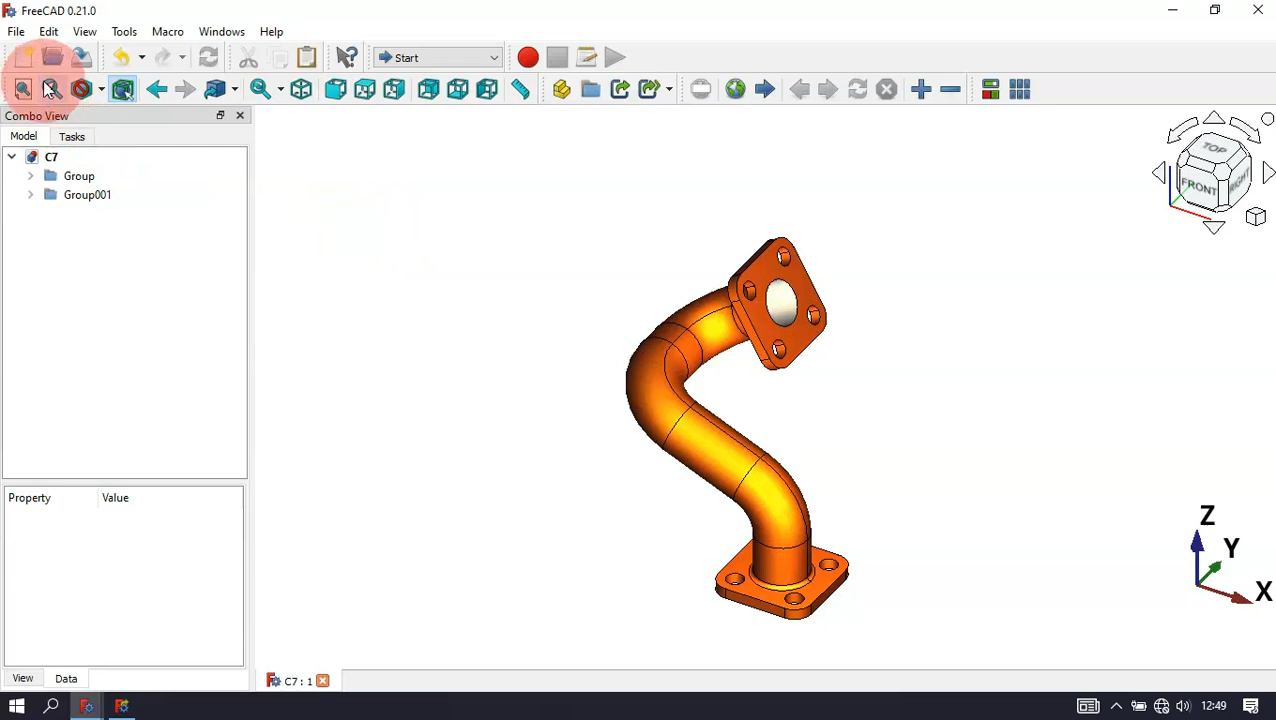 FreeCAD 0.21.0
File Edit View Tools Macro Windows Help
Start
Combo View
Model Tasks
C7
Group
Group001
Property Value
View Data
C7 : 1
TOP
FRONT
RIGHT
Z
Y
X
12:49